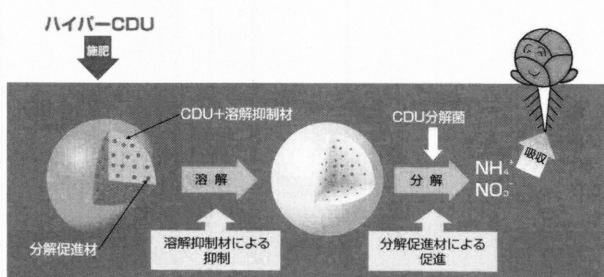 ハイパーCDU
施肥
CDU+溶解抑制材
CDU分解菌
溶解
分解
NH₄⁺
NO₃⁻
吸収
分解促進材
溶解抑制材による
抑制
分解促進材による
促進